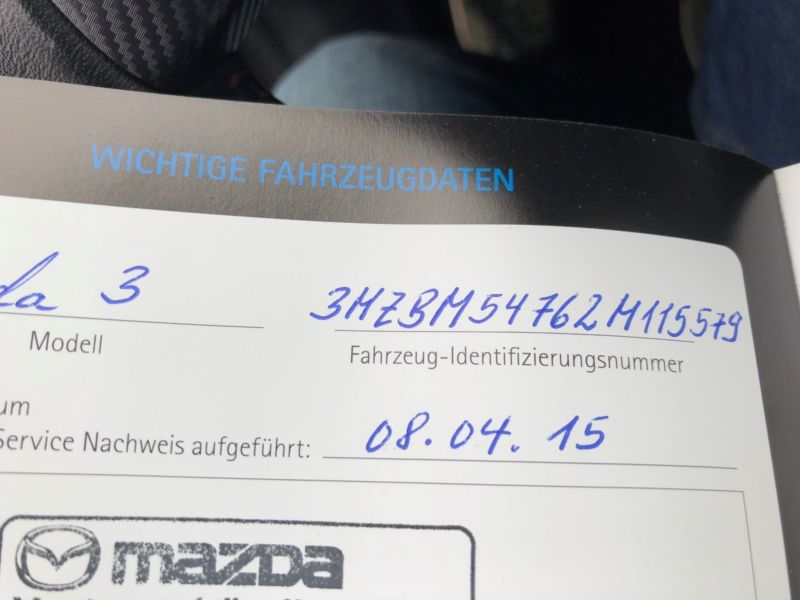 WICHTIGE FAHRZEUGDATEN
da 3
3MZBM54762M115579
Modell
Fahrzeug-Identifizierungsnummer
um
Service Nachweis aufgeführt: 08.04.15
mazDa